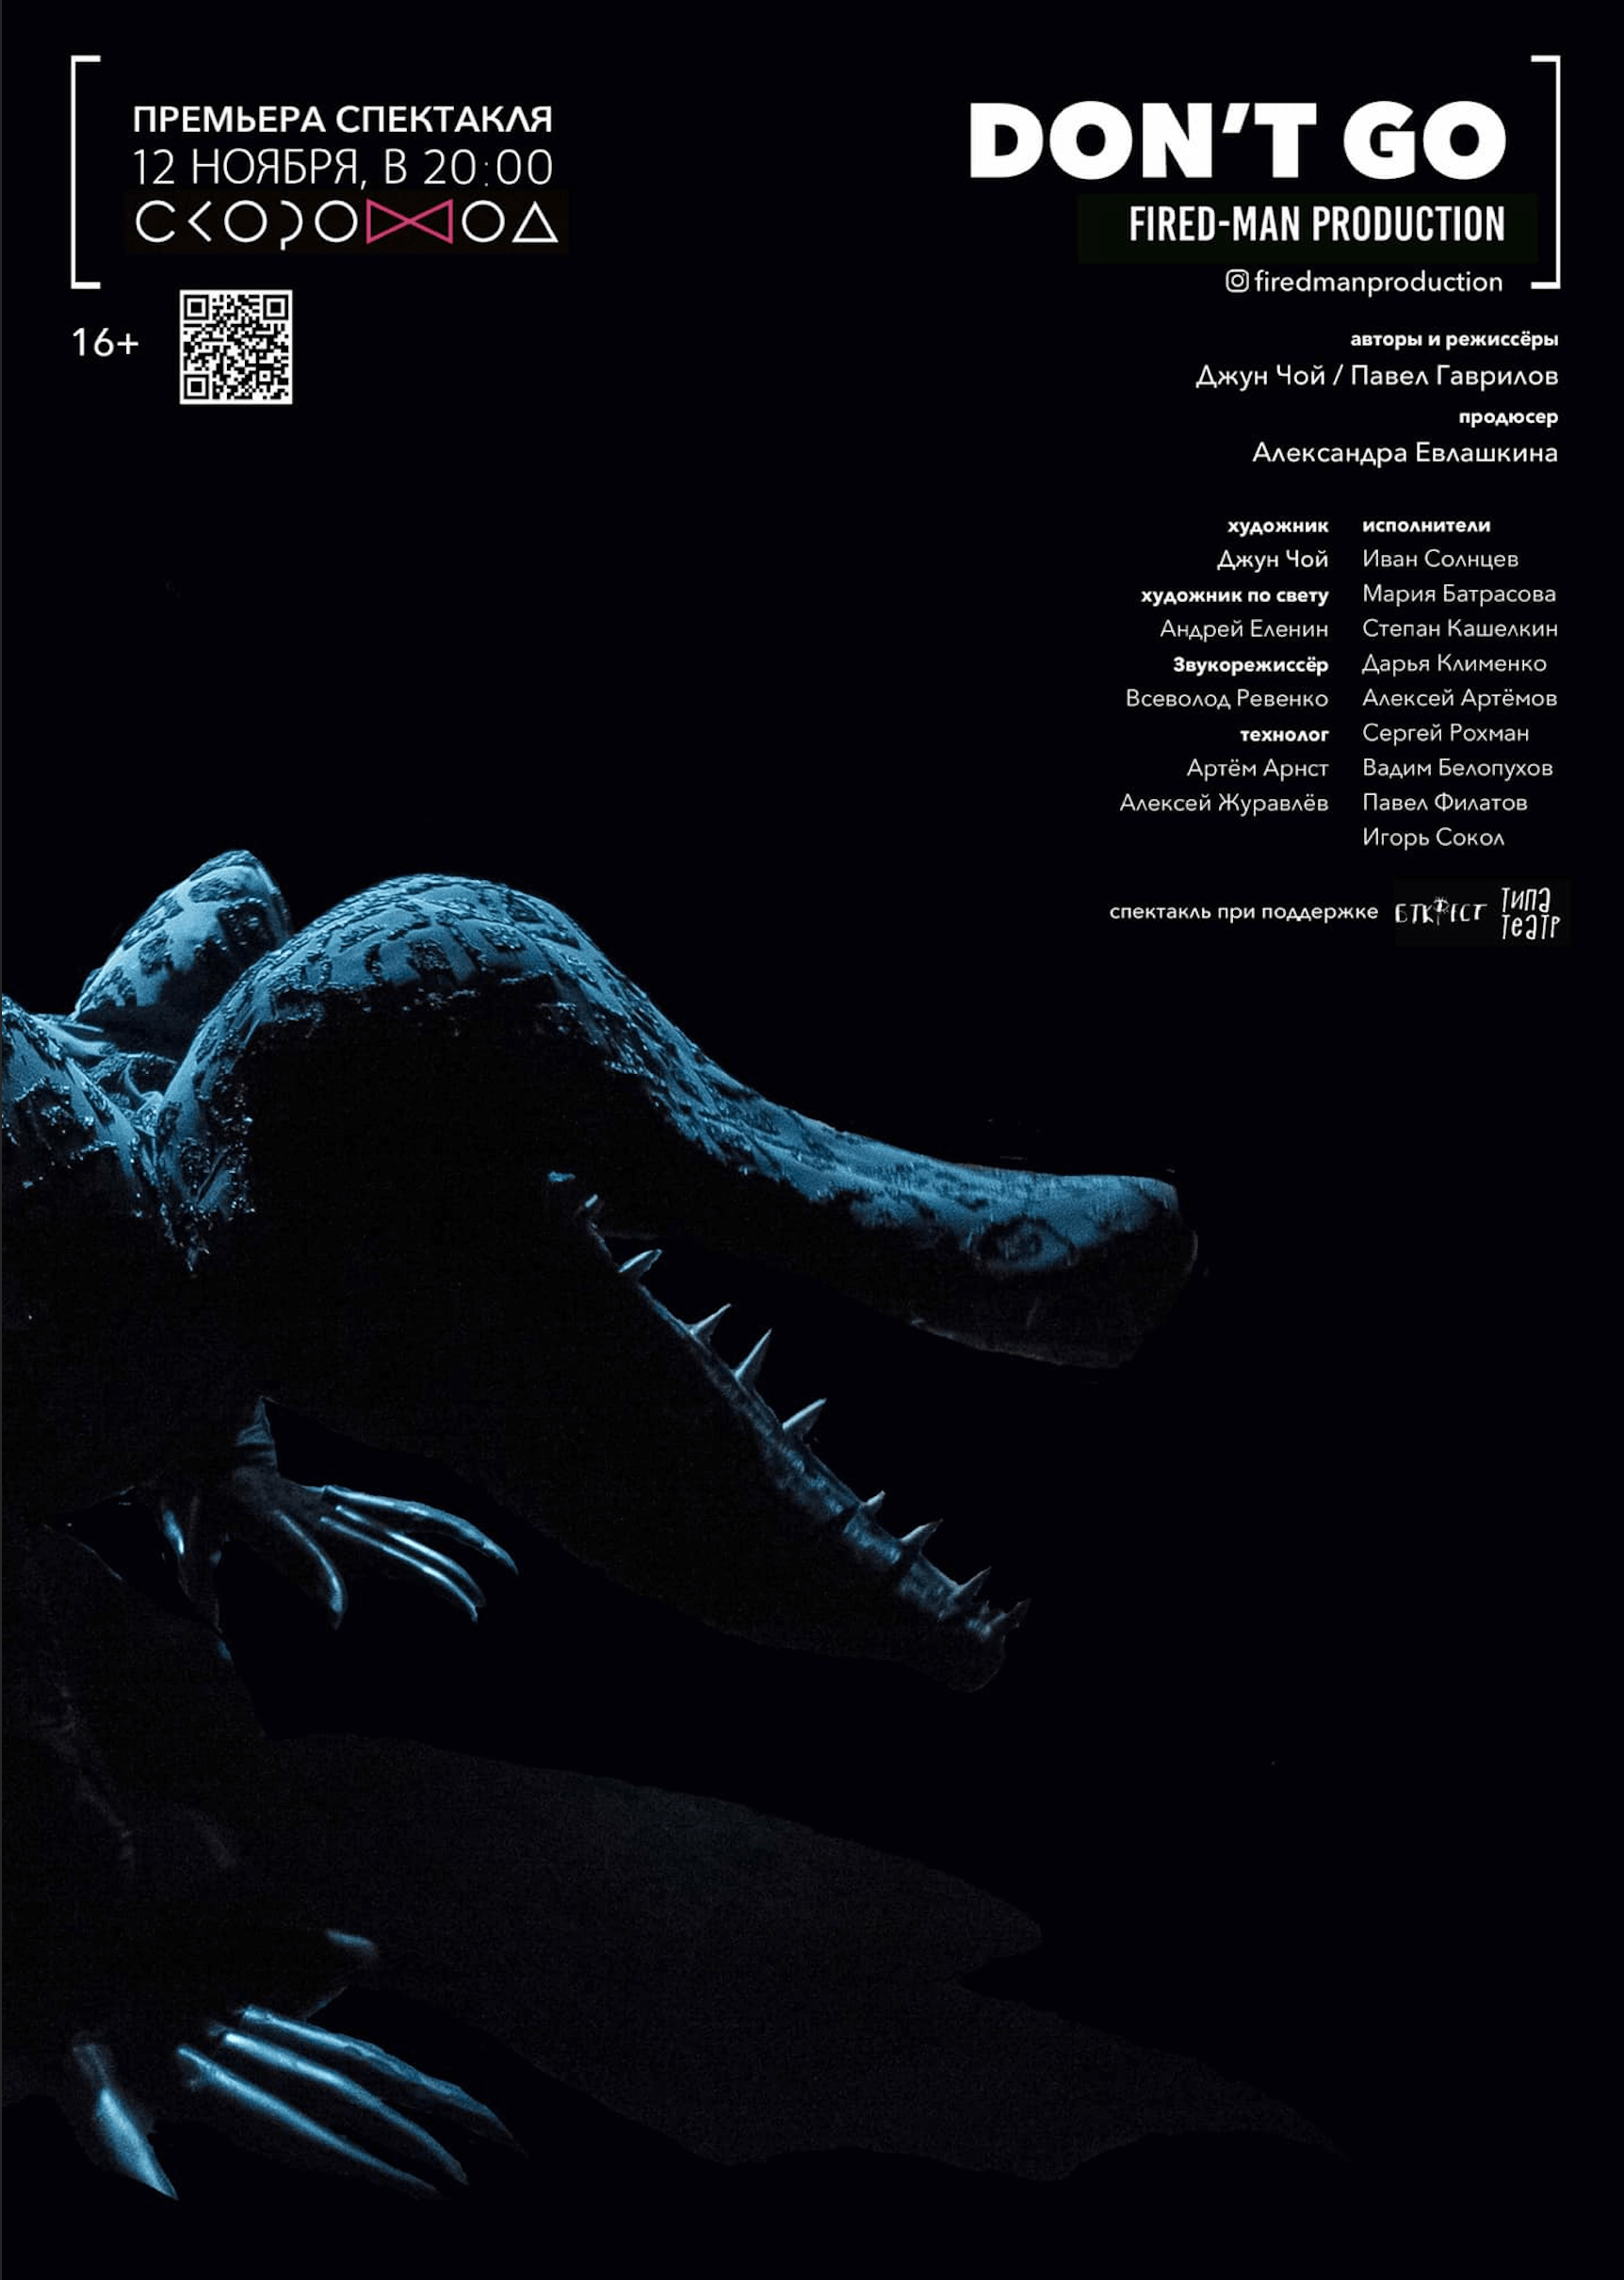 ПРЕМЬЕРА СПЕКТАКЛЯ
12 НОЯБРЯ, В 20:00
СКОРОХОД
16+
DON'T GO
FIRED-MAN PRODUCTION
firedmanproduction
авторы и режиссёры
Джун Чой / Павел Гаврилов
продюсер
Александра Евлашкина
художник
Джун Чой
художник по свету
Андрей Еленин
Звукорежиссёр
Всеволод Ревенко
технолог
Артём Арнст
Алексей Журавлёв
исполнители
Иван Солнцев
Мария Батрасова
Степан Кашелкин
Дарья Клименко
Алексей Артёмов
Сергей Рохман
Вадим Белопухов
Павел Филатов
Игорь Сокол
спектакль при поддержке
БТКФЕСТ
ТИПА
ТеаТР